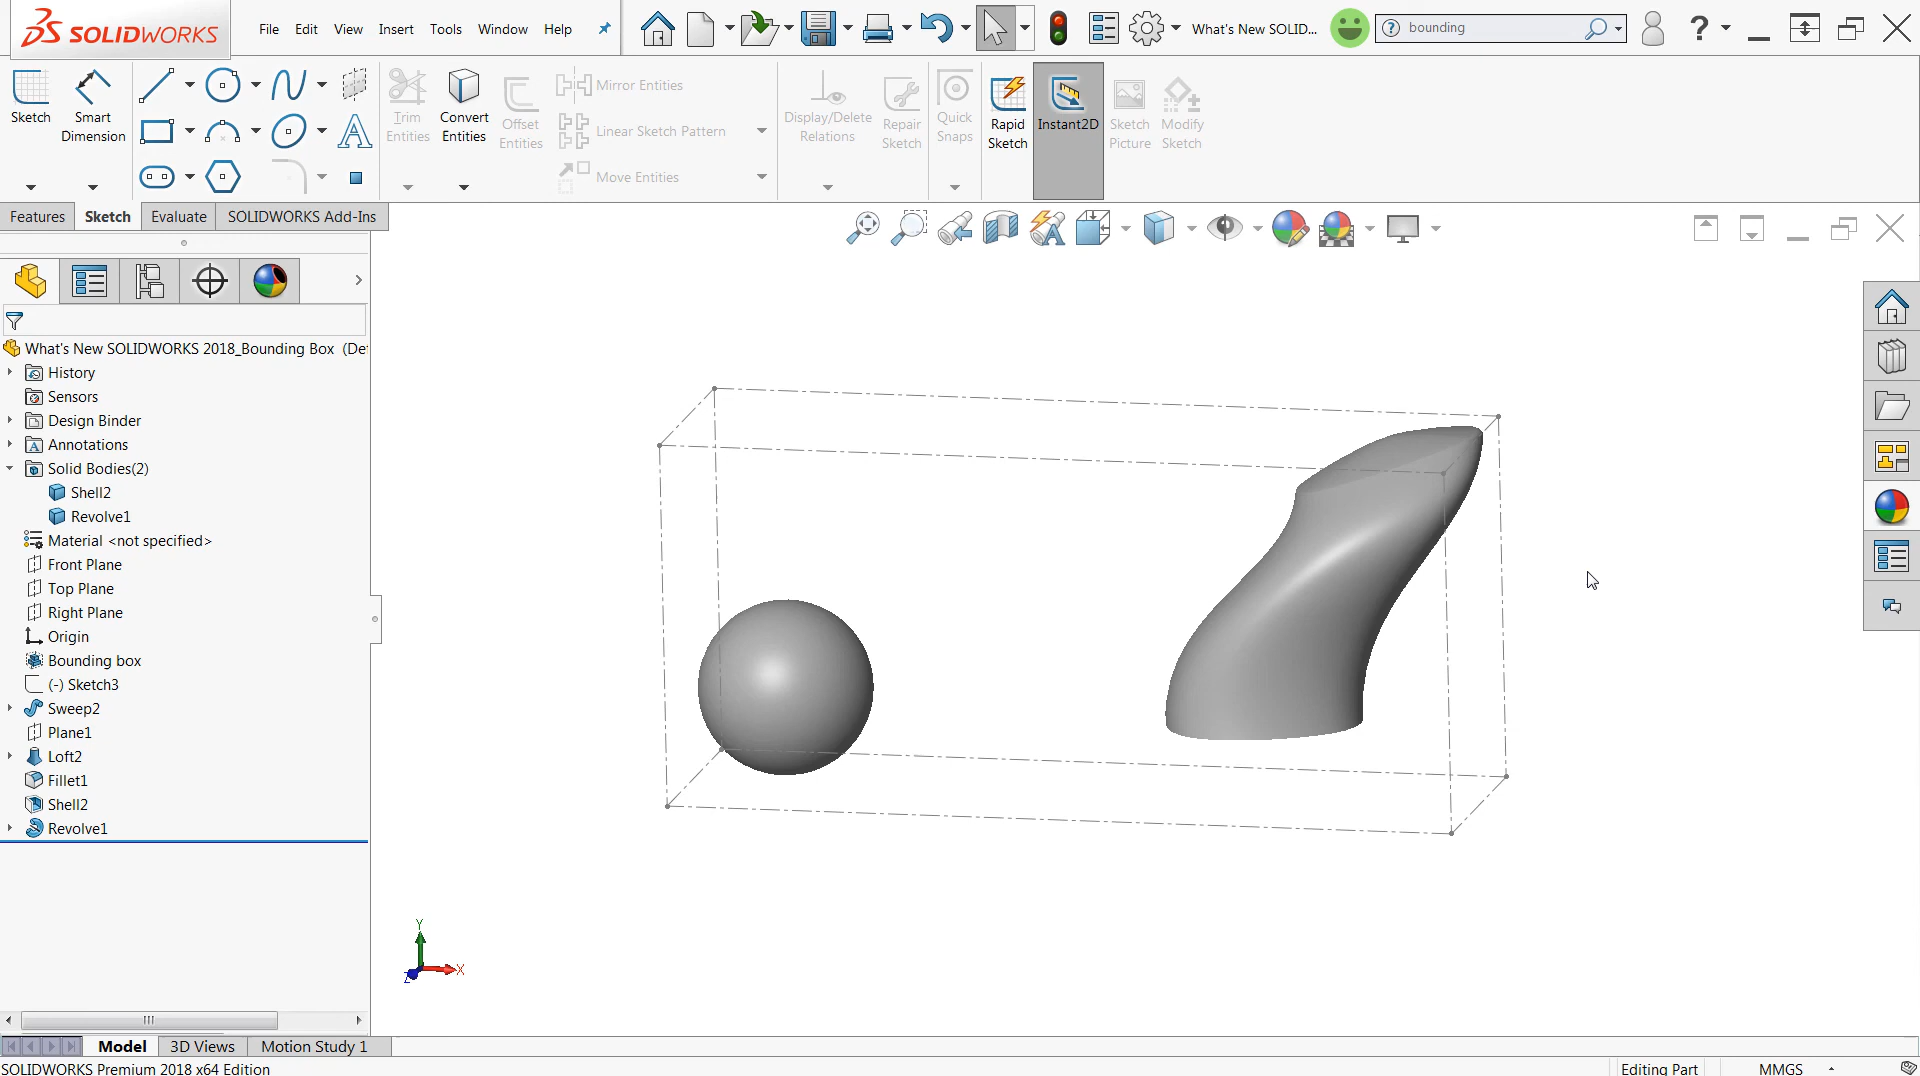 SOLIDWORKS
File Edit View Insert Tools Window Help
What's New SOLID...
bounding
Sketch
Smart Dimension
Trim Entities
Convert Entities
Offset Entities
Mirror Entities
Linear Sketch Pattern
Move Entities
Display/Delete Relations
Repair Sketch
Quick Snaps
Rapid Sketch
Instant2D
Sketch Picture
Modify Sketch
Features Sketch Evaluate SOLIDWORKS Add-Ins
What's New SOLIDWORKS 2018_Bounding Box (De
History
Sensors
Design Binder
Annotations
Solid Bodies(2)
Shell2
Revolve1
Material <not specified>
Front Plane
Top Plane
Right Plane
Origin
Bounding box
(-) Sketch3
Sweep2
Plane1
Loft2
Fillet1
Shell2
Revolve1
Y
X
Z
Model 3D Views Motion Study 1
SOLIDWORKS Premium 2018 x64 Edition
Editing Part
MMGS